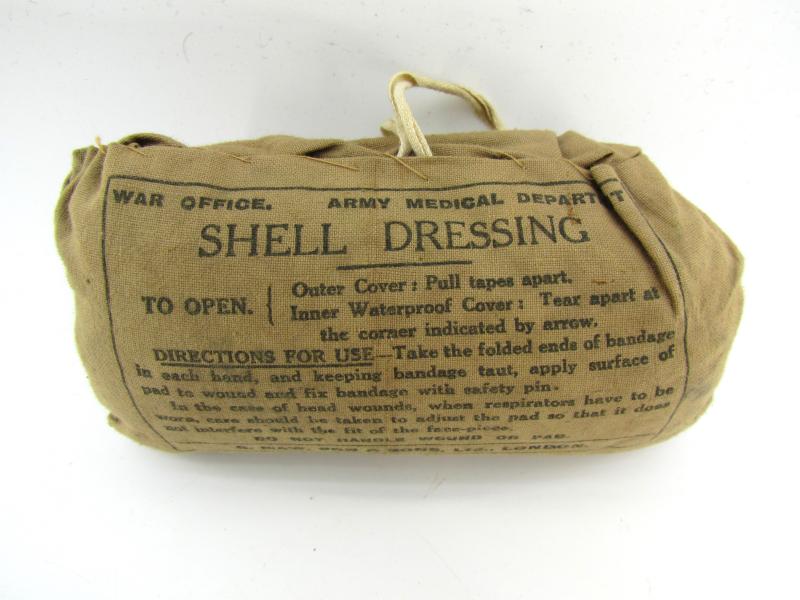 WAR OFFICE. ARMY MEDICAL DEPARTT
SHELL DRESSING
TO OPEN. { Outer Cover: Pull tapes apart.
Inner Waterproof Cover: Tear apart at
the corner indicated by arrow.
DIRECTIONS FOR USE—Take the folded ends of bandage
in each hand, and keeping bandage taut, apply surface of
pad to wound and fix bandage with safety pin.
In the case of head wounds, when respirators have to be
worn, care should be taken to adjust the pad so that it does
not interfere with the fit of the face-piece.
DO NOT HANDLE WOUND OR PAD.
SON & SONS, LTD., LONDON.